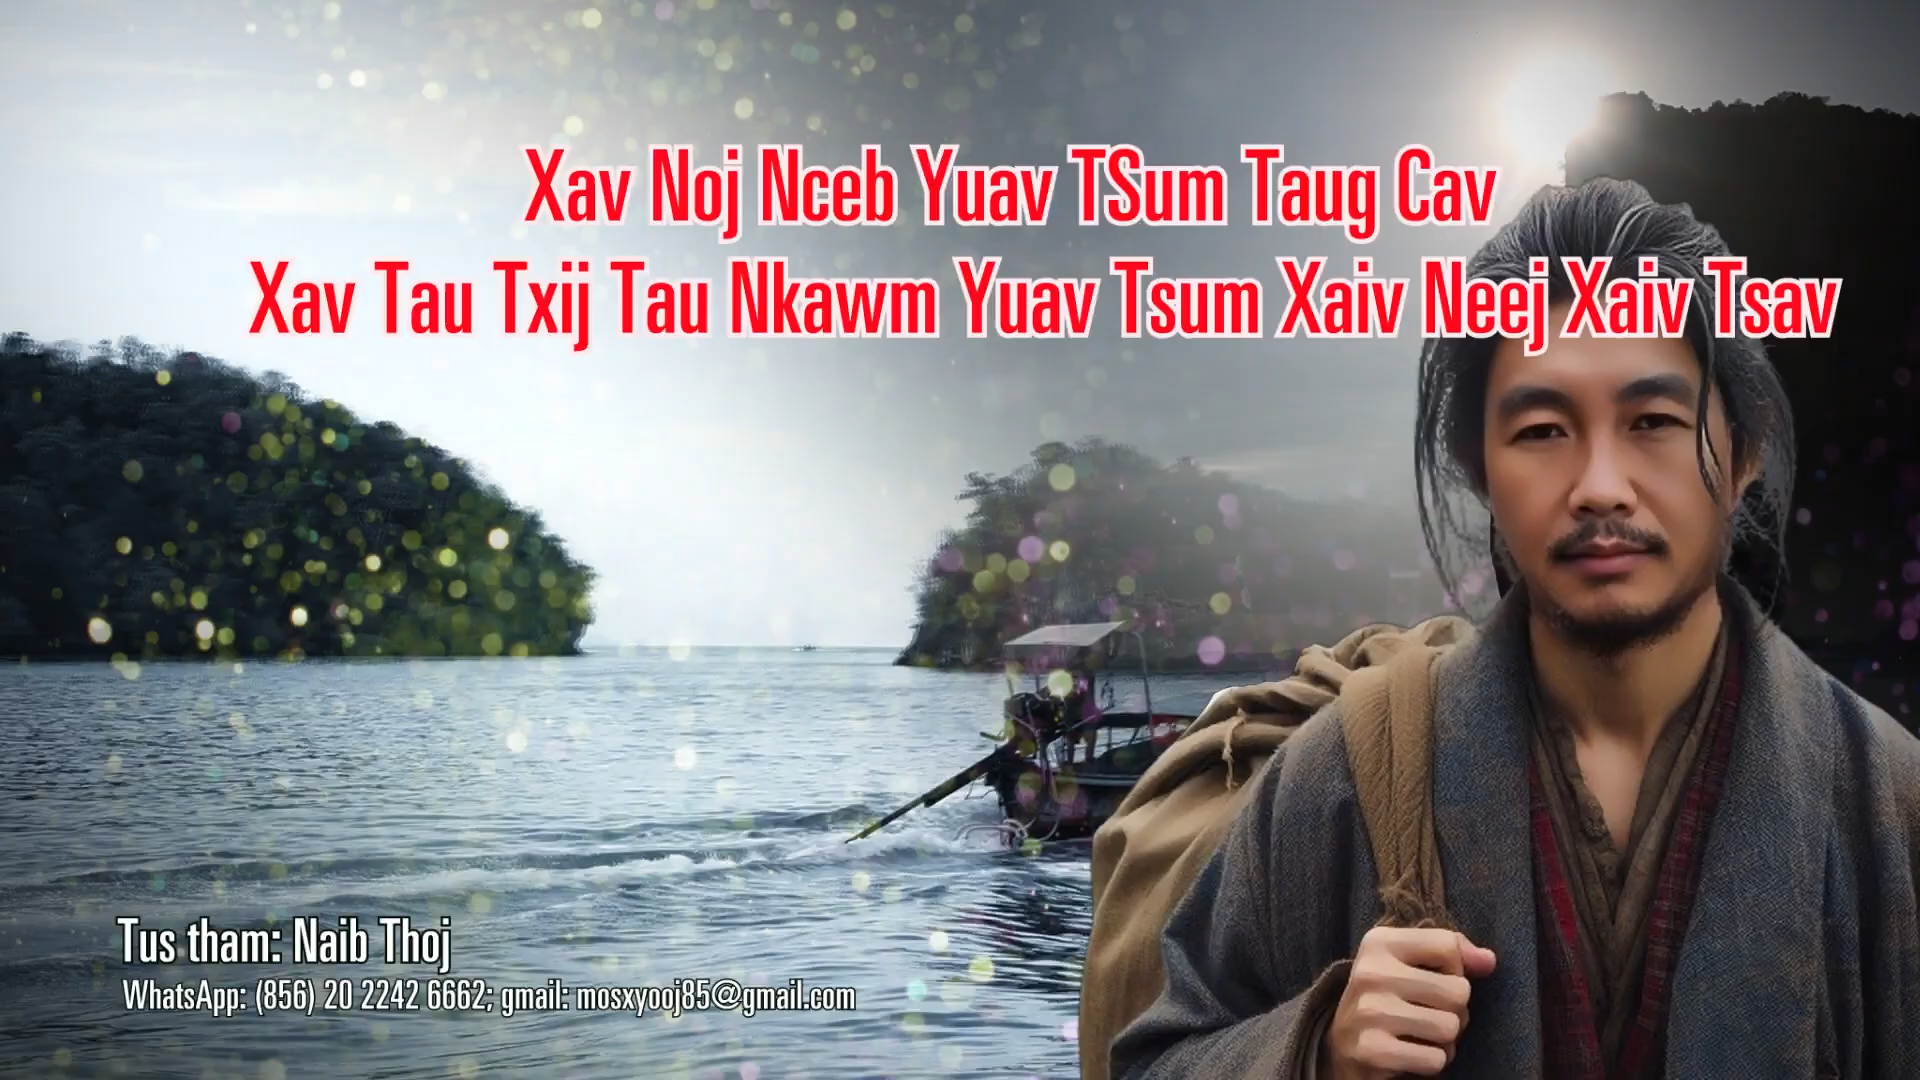 Xav Noj Nceb Yuav TSum Taug Cav
Xav Tau Txij Tau Nkawm Yuav Tsum Xaiv Neej Xaiv Tsav
Tus tham: Naib Thoj
WhatsApp: (856) 20 2242 6662; gmail: mosxyooj85@gmail.com